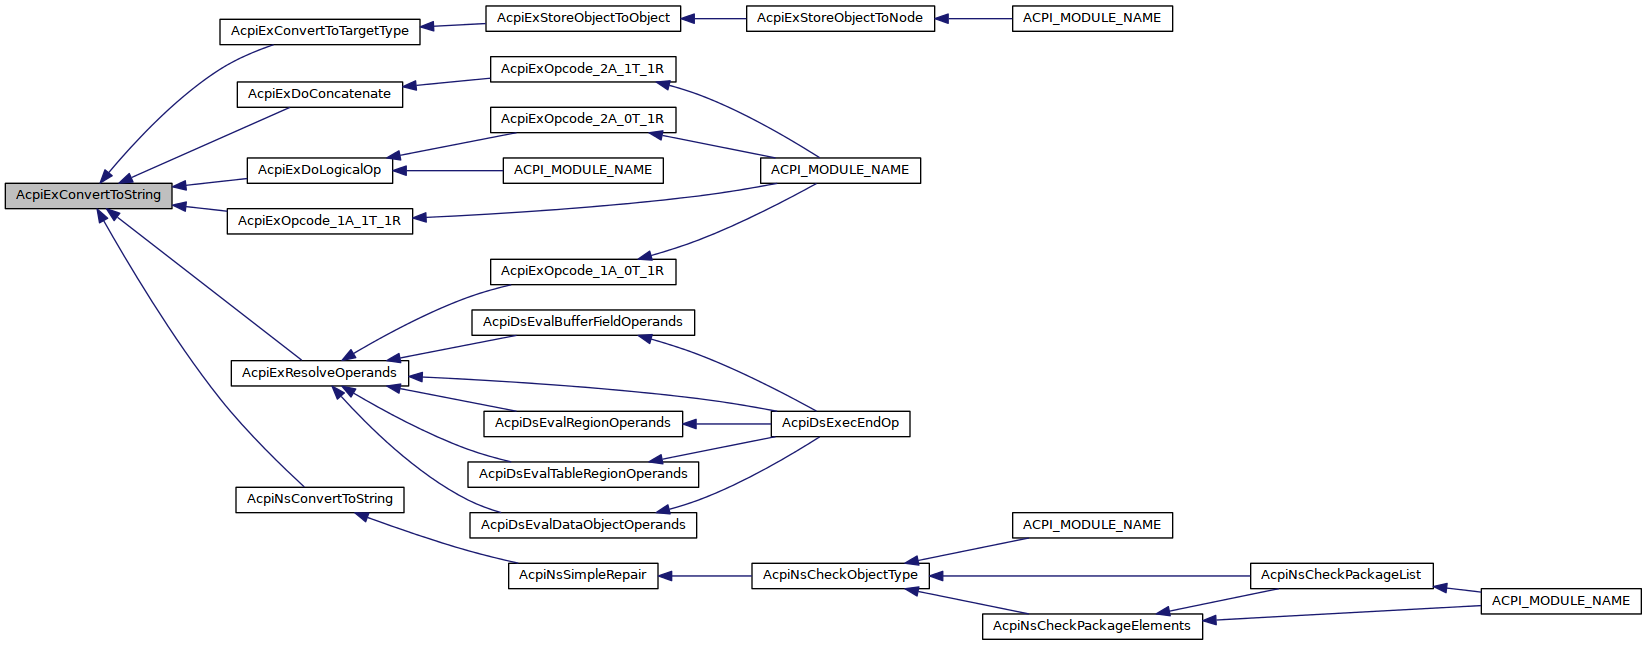 AcpiExStoreObjectToObject
AcpiExStoreObjectToNode
ACPI_MODULE_NAME
AcpiExConvertToTargetType
AcpiExOpcode_2A_1T_1R
AcpiExDoConcatenate
AcpiExOpcode_2A_0T_1R
AcpiExDoLogicalOp
ACPI_MODULE_NAME
ACPI_MODULE_NAME
AcpiExConvertToString
AcpiExOpcode_1A_1T_1R
AcpiExOpcode_1A_0T_1R
AcpiDsEvalBufferFieldOperands
AcpiExResolveOperands
AcpiDsEvalRegionOperands
AcpiDsExecEndOp
AcpiDsEvalTableRegionOperands
AcpiNsConvertToString
AcpiDsEvalDataObjectOperands
ACPI_MODULE_NAME
AcpiNsSimpleRepair
AcpiNsCheckObjectType
AcpiNsCheckPackageList
ACPI_MODULE_NAME
AcpiNsCheckPackageElements